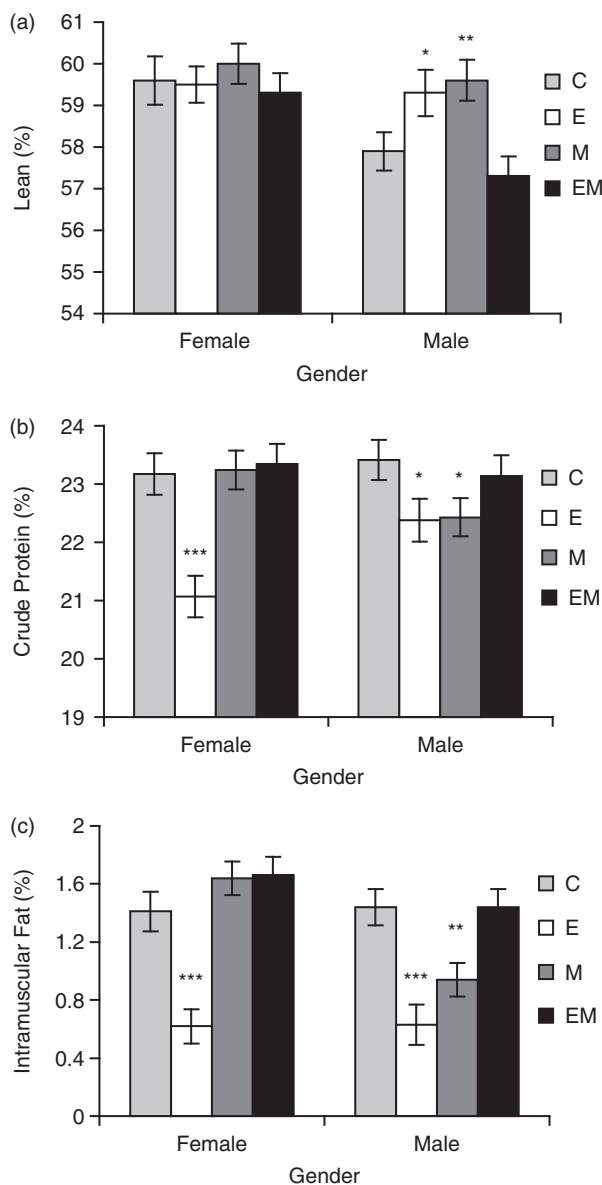 (a)
Lean (%)
61
60
59
58
57
56
55
54
*
**
C
E
M
EM
Female
Male
Gender
(b)
Crude Protein (%)
24
23
22
21
20
19
***
*
*
C
E
M
EM
Female
Male
Gender
(c)
Intramuscular Fat (%)
2
1.6
1.2
0.8
0.4
0
***
***
**
C
E
M
EM
Female
Male
Gender